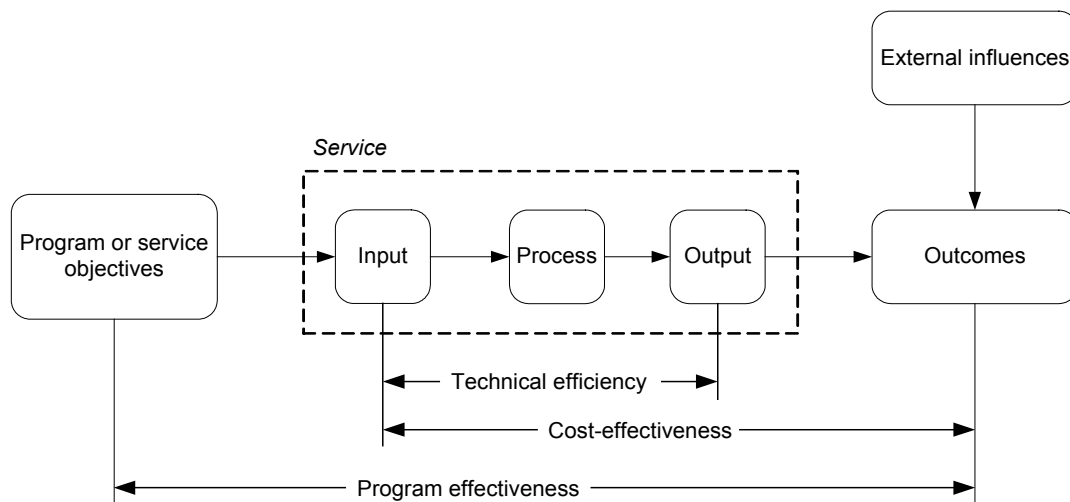 External influences
Service
Program or service
objectives
Input
Process
Output
Outcomes
Technical efficiency
Cost-effectiveness
Program effectiveness